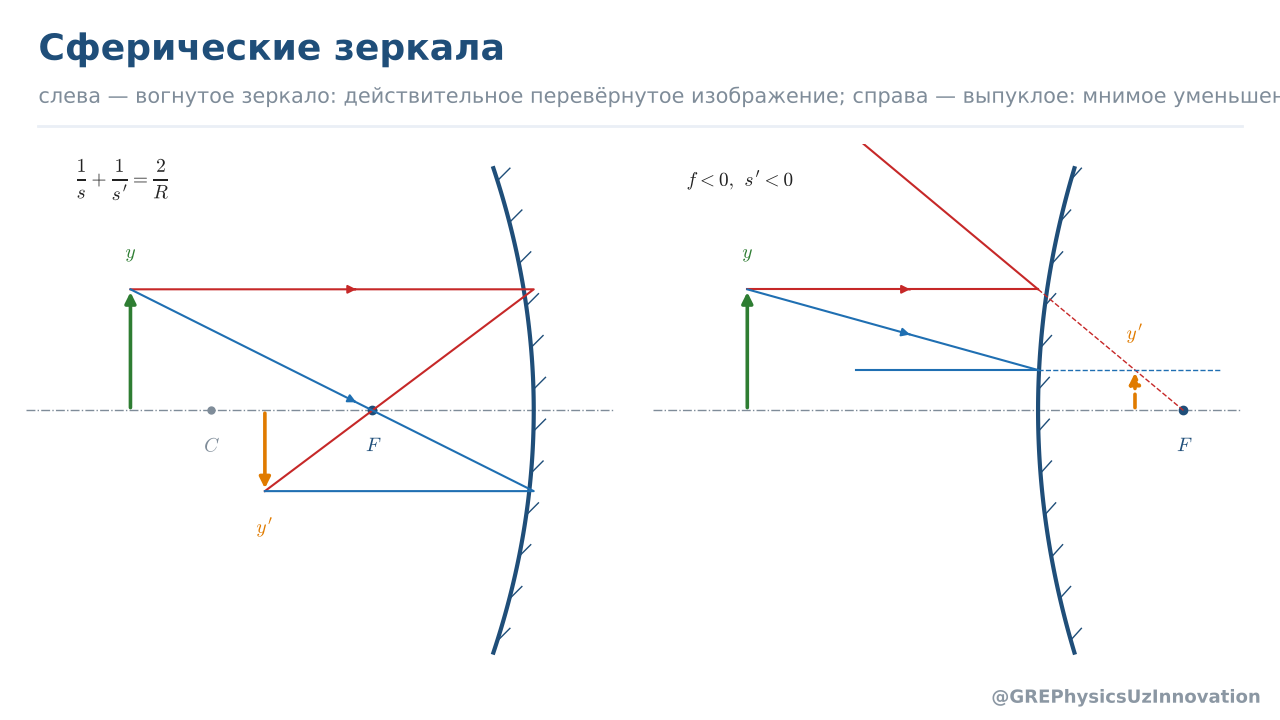 Сферические зеркала
слева — вогнутое зеркало: действительное перевёрнутое изображение; справа — выпуклое: мнимое уменьшен
1/s + 1/s′ = 2/R
f < 0, s′ < 0
y
y
y′
C
F
F
y′
@GREPhysicsUzInnovation